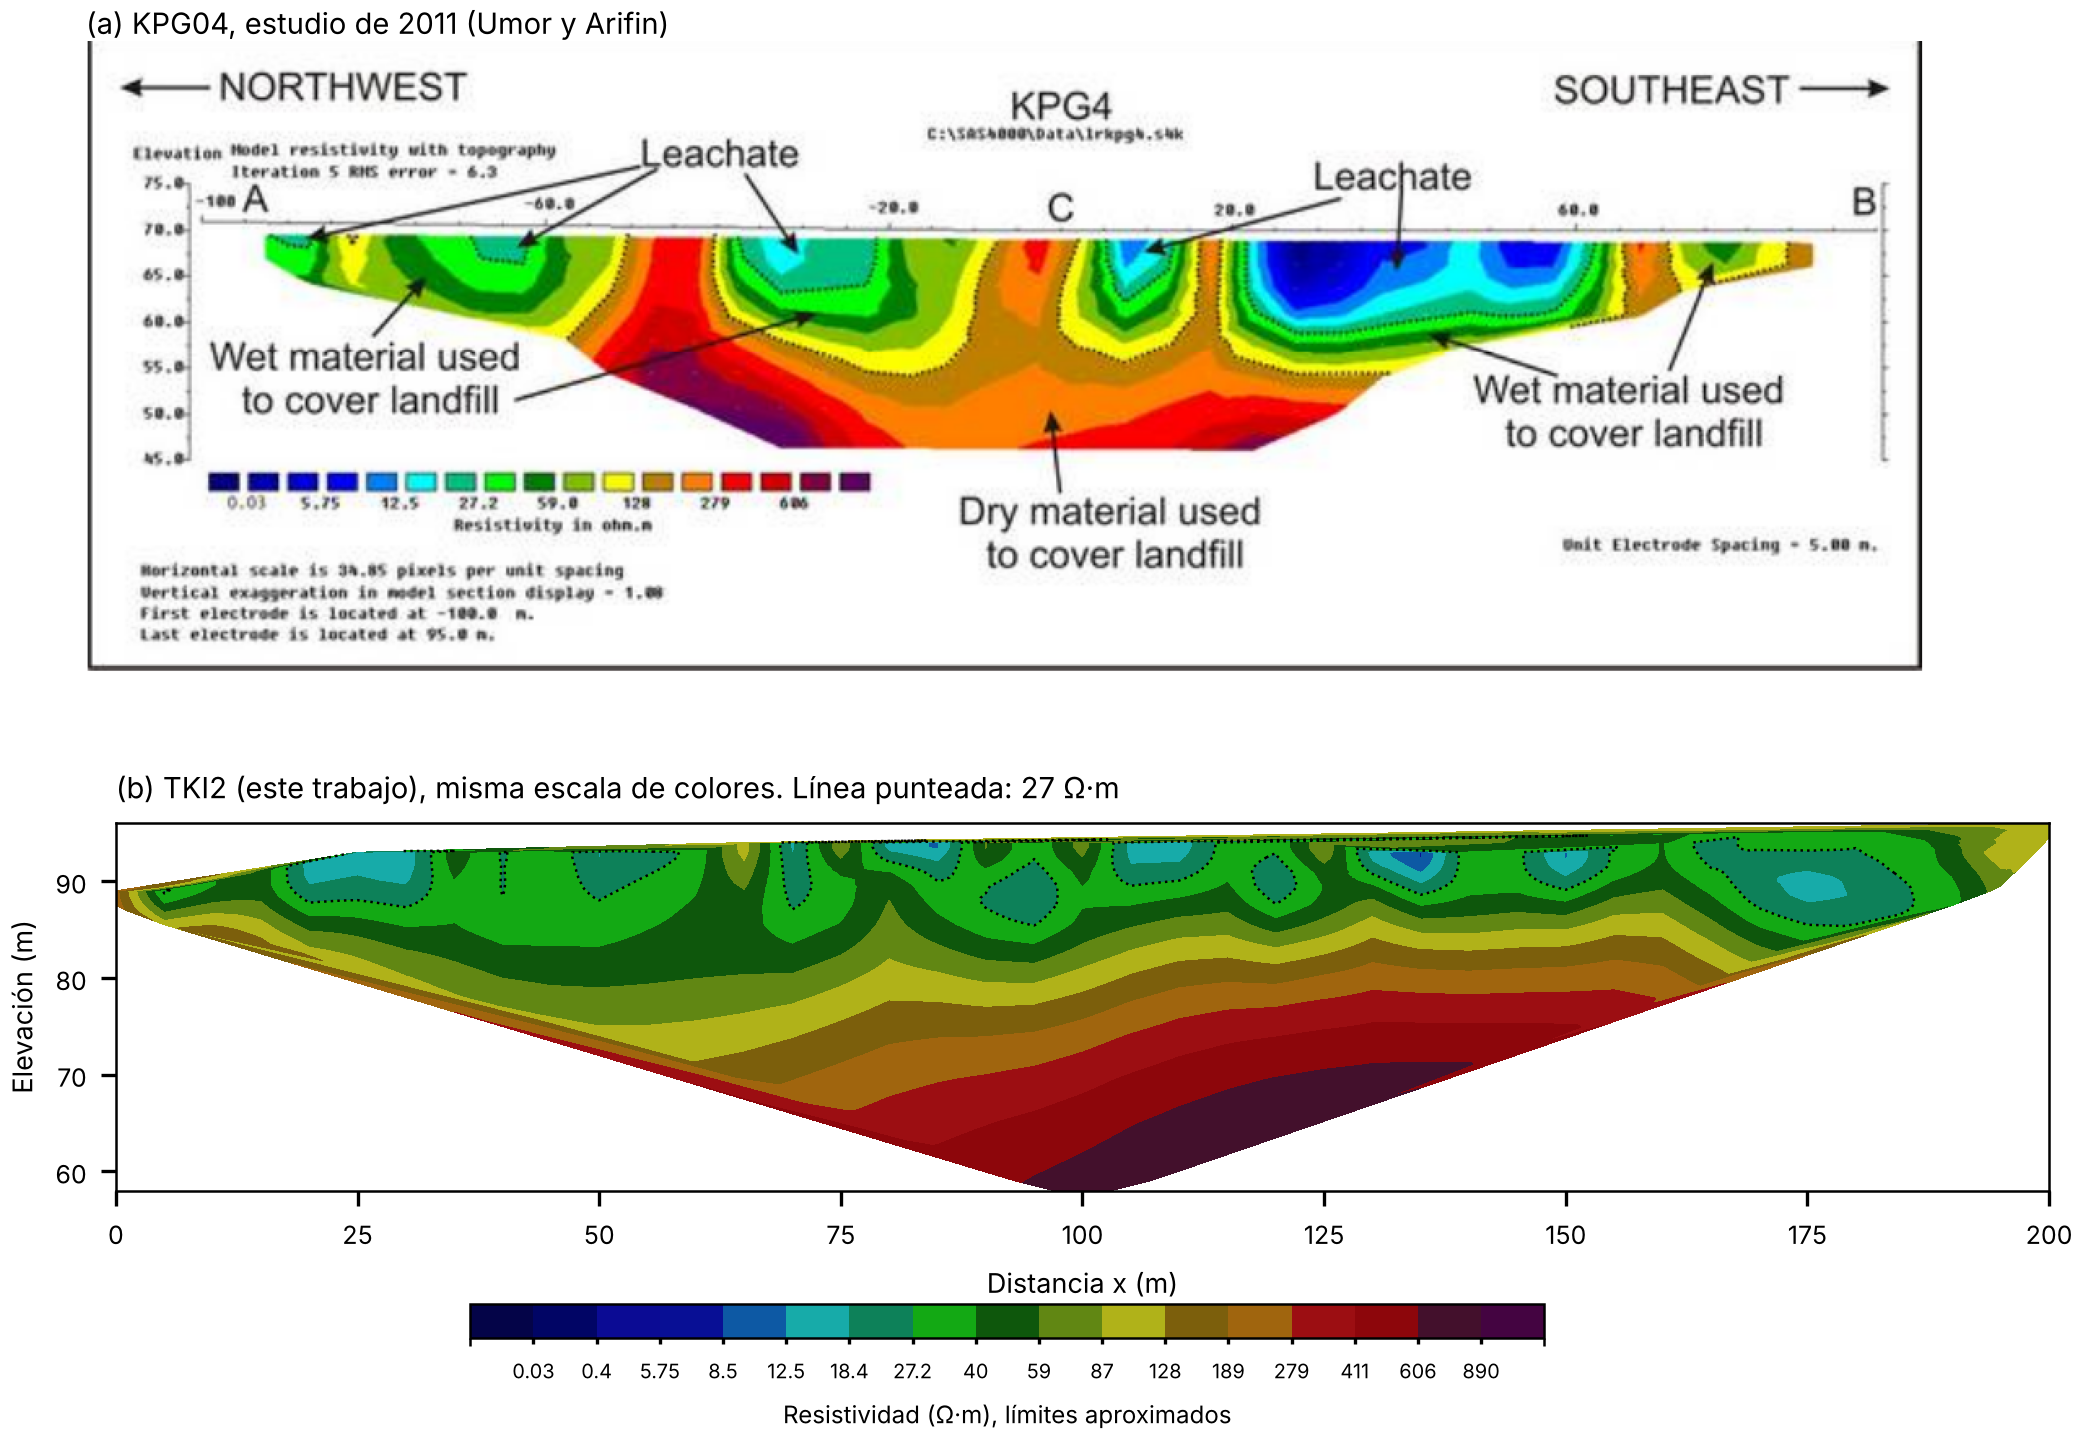 (a) KPG04, estudio de 2011 (Umor y Arifin)
NORTHWEST
SOUTHEAST
KPG4
C:\SAS4000\Data\lrkpg4.s4k
Leachate
Leachate
Elevation Model resistivity with topography
Iteration 5 RMS error = 6.3
75.0
70.0
65.0
60.0
55.0
50.0
45.0
-100 A -60.0 -20.0 C 20.0 60.0 B
Wet material used
to cover landfill
Wet material used
to cover landfill
0.03 5.75 12.5 27.2 59.0 128 279 606
Resistivity in ohm.m
Dry material used
to cover landfill
Unit Electrode Spacing = 5.00 m.
Horizontal scale is 34.85 pixels per unit spacing
Vertical exaggeration in model section display = 1.08
First electrode is located at -100.0 m.
Last electrode is located at 95.0 m.
(b) TKI2 (este trabajo), misma escala de colores. Línea punteada: 27 Ω·m
Elevación (m)
90
80
70
60
0 25 50 75 100 125 150 175 200
Distancia x (m)
0.03 0.4 5.75 8.5 12.5 18.4 27.2 40 59 87 128 189 279 411 606 890
Resistividad (Ω·m), límites aproximados